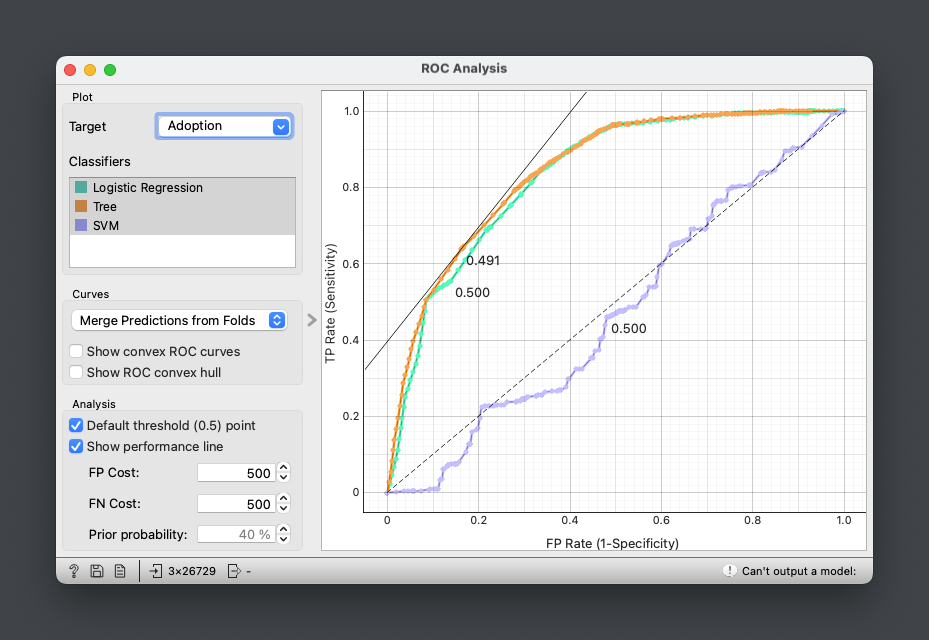 ROC Analysis
Plot
Target
Adoption
Classifiers
Logistic Regression
Tree
SVM
Curves
Merge Predictions from Folds
Show convex ROC curves
Show ROC convex hull
Analysis
Default threshold (0.5) point
Show performance line
FP Cost: 500
FN Cost: 500
Prior probability: 40 %
TP Rate (Sensitivity)
1.0
0.8
0.6
0.4
0.2
0
0.491
0.500
0.500
0 0.2 0.4 0.6 0.8 1.0
FP Rate (1-Specificity)
? 3×26729 - ! Can't output a model: